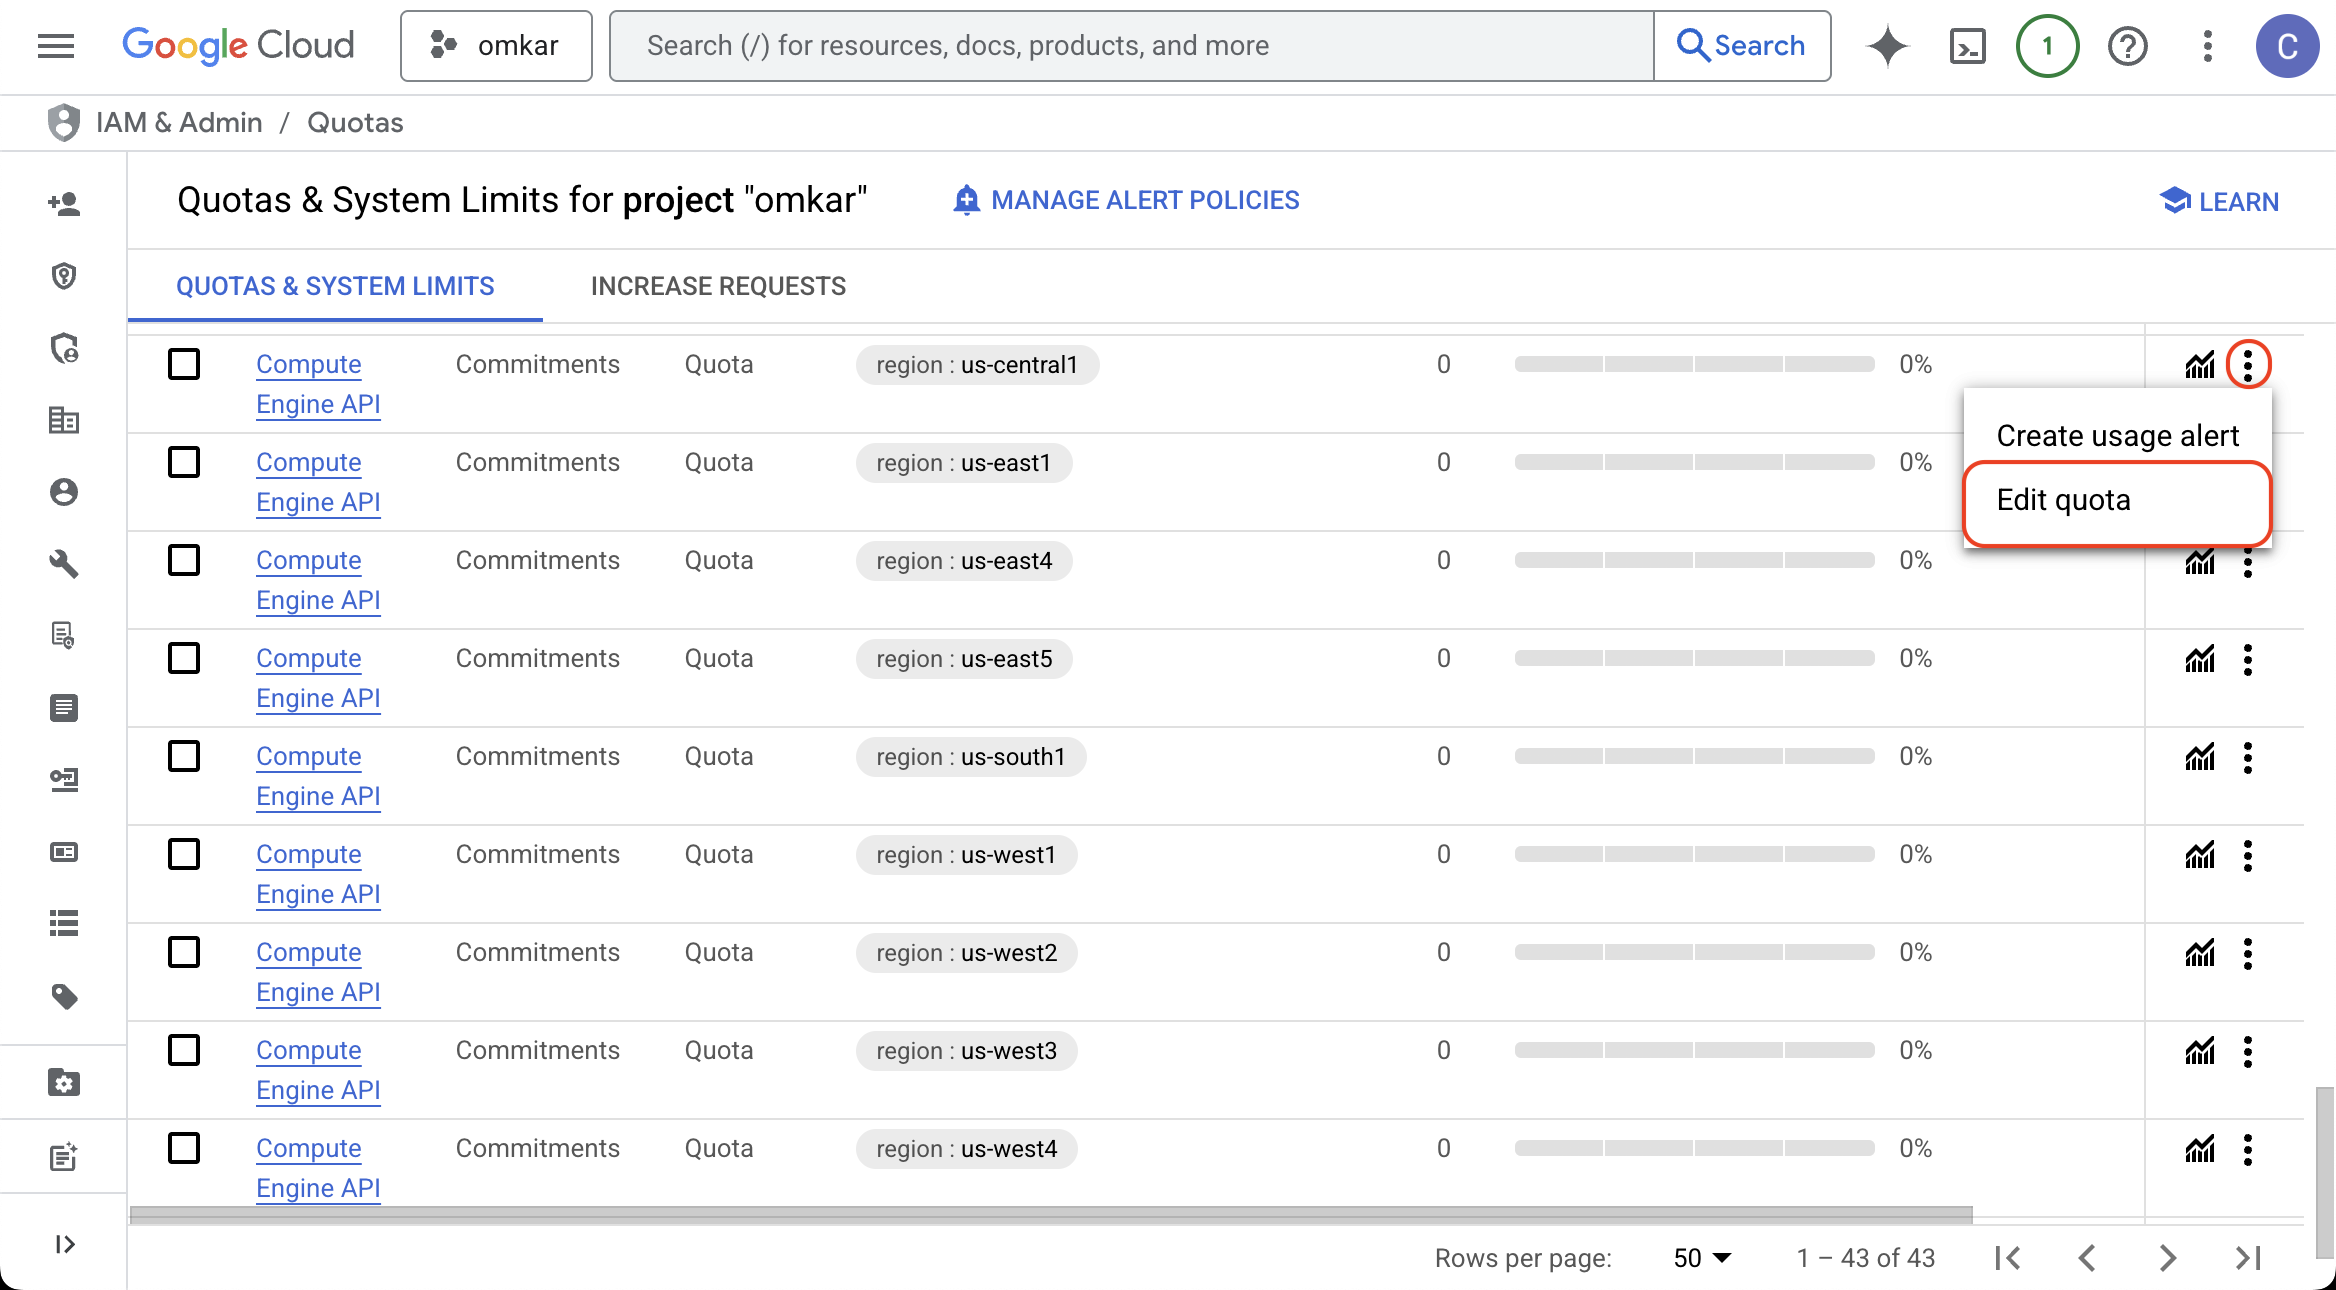 Google Cloud
omkar
Search (/) for resources, docs, products, and more
Search
1
C
IAM & Admin / Quotas
Quotas & System Limits for project "omkar"
MANAGE ALERT POLICIES
LEARN
QUOTAS & SYSTEM LIMITS
INCREASE REQUESTS
Compute Engine API Commitments Quota region : us-central1 0 0%
Create usage alert
Edit quota
Compute Engine API Commitments Quota region : us-east1 0 0%
Compute Engine API Commitments Quota region : us-east4 0 0%
Compute Engine API Commitments Quota region : us-east5 0 0%
Compute Engine API Commitments Quota region : us-south1 0 0%
Compute Engine API Commitments Quota region : us-west1 0 0%
Compute Engine API Commitments Quota region : us-west2 0 0%
Compute Engine API Commitments Quota region : us-west3 0 0%
Compute Engine API Commitments Quota region : us-west4 0 0%
Rows per page: 50 1 – 43 of 43